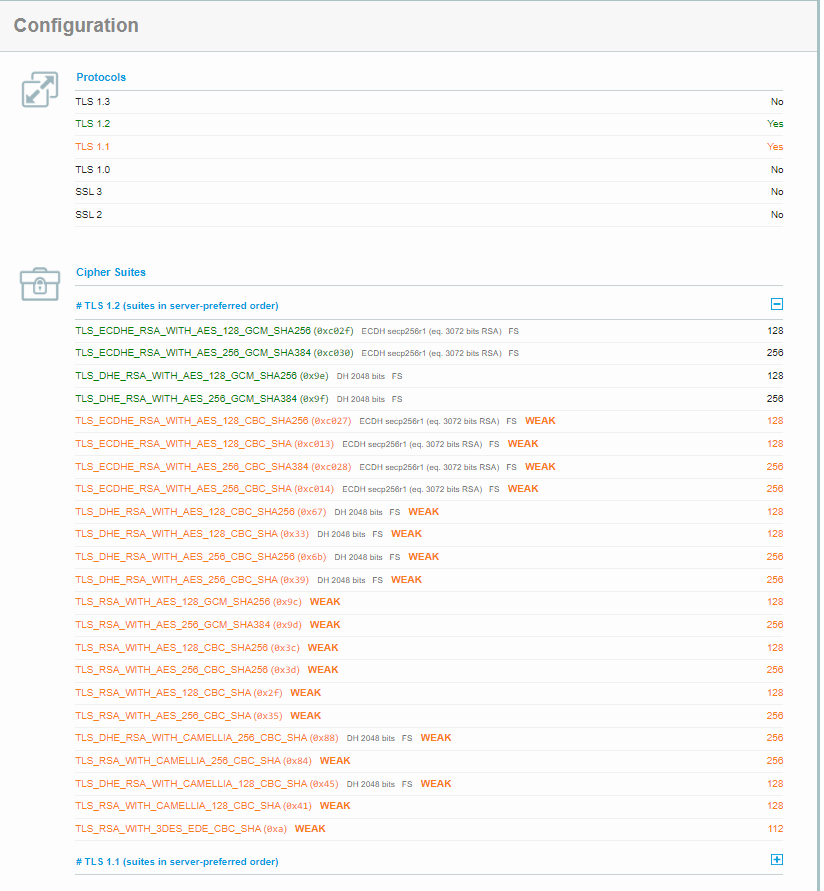 Configuration
Protocols
TLS 1.3 No
TLS 1.2 Yes
TLS 1.1 Yes
TLS 1.0 No
SSL 3 No
SSL 2 No
Cipher Suites
# TLS 1.2 (suites in server-preferred order)
TLS_ECDHE_RSA_WITH_AES_128_GCM_SHA256 (0xc02f) ECDH secp256r1 (eq. 3072 bits RSA) FS 128
TLS_ECDHE_RSA_WITH_AES_256_GCM_SHA384 (0xc030) ECDH secp256r1 (eq. 3072 bits RSA) FS 256
TLS_DHE_RSA_WITH_AES_128_GCM_SHA256 (0x9e) DH 2048 bits FS 128
TLS_DHE_RSA_WITH_AES_256_GCM_SHA384 (0x9f) DH 2048 bits FS 256
TLS_ECDHE_RSA_WITH_AES_128_CBC_SHA256 (0xc027) ECDH secp256r1 (eq. 3072 bits RSA) FS WEAK 128
TLS_ECDHE_RSA_WITH_AES_128_CBC_SHA (0xc013) ECDH secp256r1 (eq. 3072 bits RSA) FS WEAK 128
TLS_ECDHE_RSA_WITH_AES_256_CBC_SHA384 (0xc028) ECDH secp256r1 (eq. 3072 bits RSA) FS WEAK 256
TLS_ECDHE_RSA_WITH_AES_256_CBC_SHA (0xc014) ECDH secp256r1 (eq. 3072 bits RSA) FS WEAK 256
TLS_DHE_RSA_WITH_AES_128_CBC_SHA256 (0x67) DH 2048 bits FS WEAK 128
TLS_DHE_RSA_WITH_AES_128_CBC_SHA (0x33) DH 2048 bits FS WEAK 128
TLS_DHE_RSA_WITH_AES_256_CBC_SHA256 (0x6b) DH 2048 bits FS WEAK 256
TLS_DHE_RSA_WITH_AES_256_CBC_SHA (0x39) DH 2048 bits FS WEAK 256
TLS_RSA_WITH_AES_128_GCM_SHA256 (0x9c) WEAK 128
TLS_RSA_WITH_AES_256_GCM_SHA384 (0x9d) WEAK 256
TLS_RSA_WITH_AES_128_CBC_SHA256 (0x3c) WEAK 128
TLS_RSA_WITH_AES_256_CBC_SHA256 (0x3d) WEAK 256
TLS_RSA_WITH_AES_128_CBC_SHA (0x2f) WEAK 128
TLS_RSA_WITH_AES_256_CBC_SHA (0x35) WEAK 256
TLS_DHE_RSA_WITH_CAMELLIA_256_CBC_SHA (0x88) DH 2048 bits FS WEAK 256
TLS_RSA_WITH_CAMELLIA_256_CBC_SHA (0x84) WEAK 256
TLS_DHE_RSA_WITH_CAMELLIA_128_CBC_SHA (0x45) DH 2048 bits FS WEAK 128
TLS_RSA_WITH_CAMELLIA_128_CBC_SHA (0x41) WEAK 128
TLS_RSA_WITH_3DES_EDE_CBC_SHA (0xa) WEAK 112
# TLS 1.1 (suites in server-preferred order)